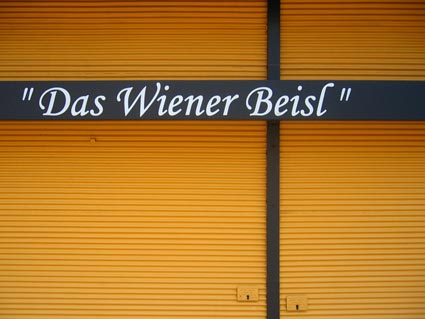 "Das Wiener Beisl"